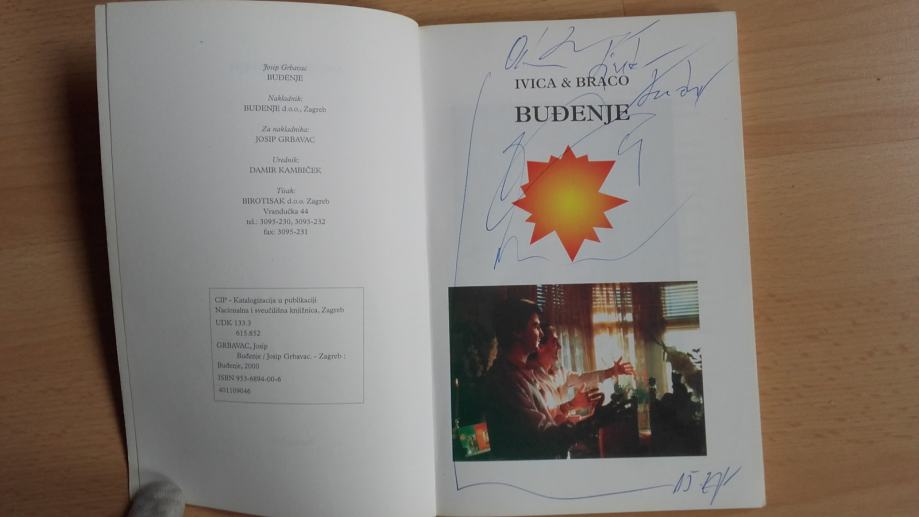 Josip Grbavac
BUĐENJE
Nakladnik:
BUĐENJE d.o.o., Zagreb
Za nakladnika:
JOSIP GRBAVAC
Urednik:
DAMIR KAMBIČEK
Tisak:
BIROTISAK d.o.o. Zagreb
Vrandučka 44
tel.: 3095-230, 3095-232
fax: 3095-231
CIP - Katalogizacija u publikaciji
Nacionalna i sveučilišna knjižnica, Zagreb
UDK 133.3
615.852
GRBAVAC, Josip
Buđenje / Josip Grbavac. - Zagreb :
Buđenje, 2000
ISBN 953-6894-00-6
401109046
IVICA & BRACO
BUĐENJE